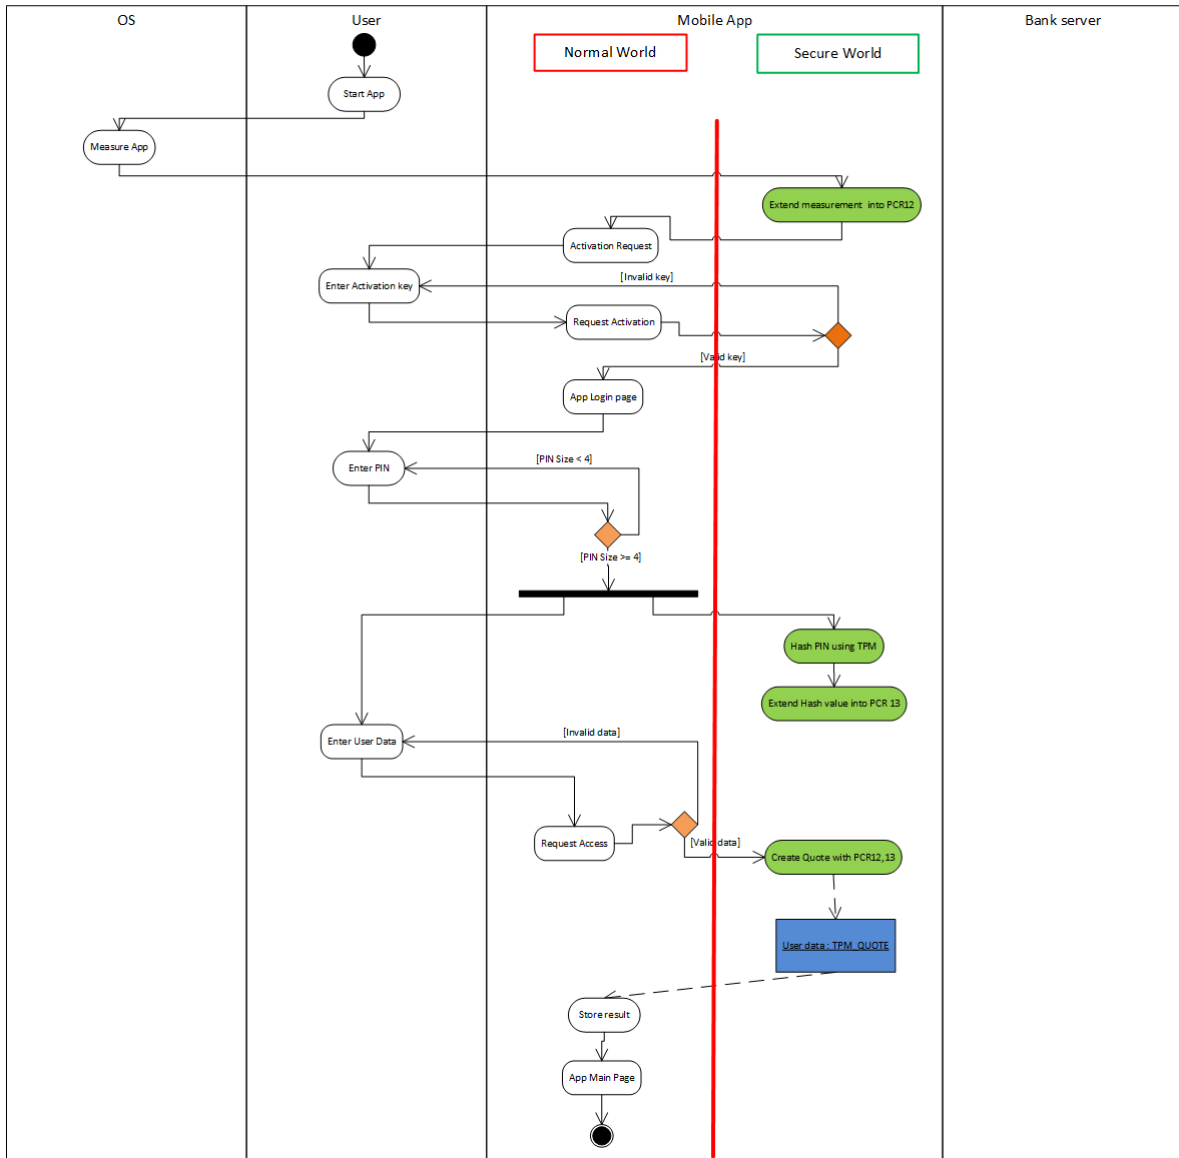 OS
User
Mobile App
Bank server
Normal World
Secure World
Start App
Measure App
Extend measurement into PCR12
Activation Request
[Invalid key]
Enter Activation key
Request Activation
[Valid key]
App Login page
[PIN Size < 4]
Enter PIN
[PIN Size >= 4]
Hash PIN using TPM
Extend Hash value into PCR 13
[Invalid data]
Enter User Data
Request Access
[Valid data]
Create Quote with PCR12,13
User data : TPM_QUOTE
Store result
App Main Page